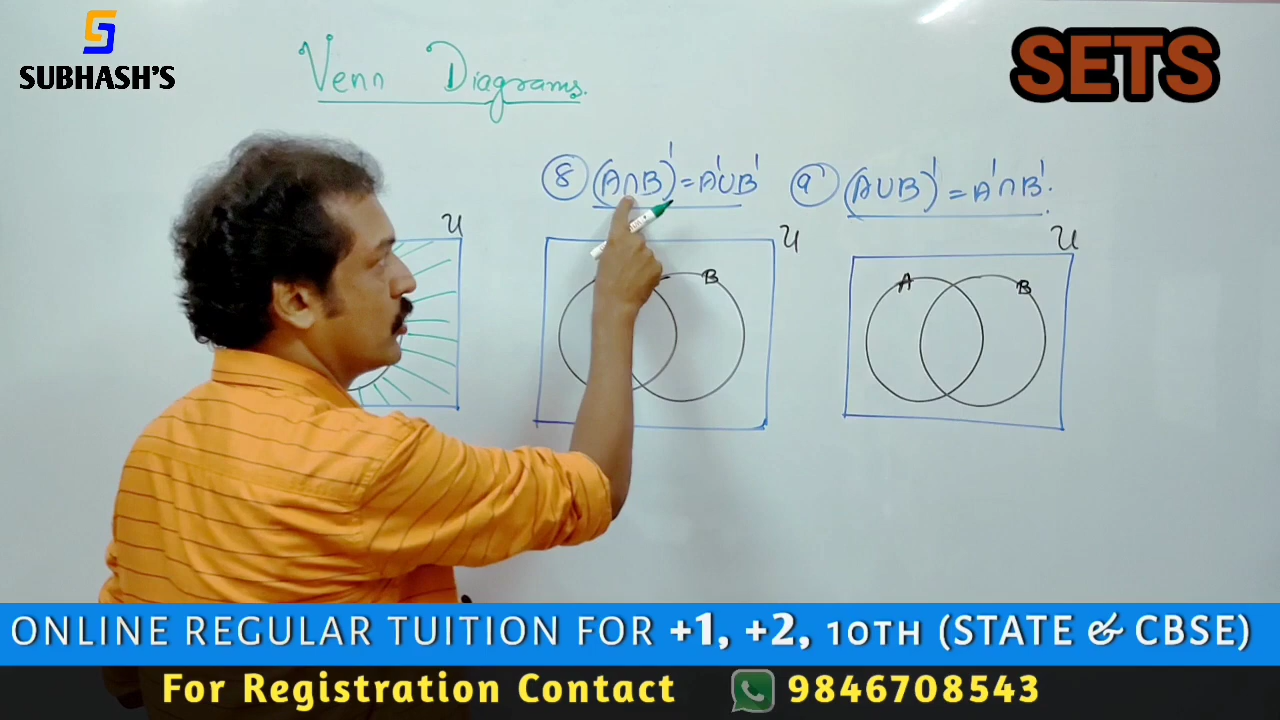 SUBHASH'S
SETS
Venn Diagrams.
8 (A∩B)' = A'∪B'
9 (A∪B)' = A'∩B'.
U
U
U
B
A
B
ONLINE REGULAR TUITION FOR +1, +2, 10TH (STATE & CBSE)
For Registration Contact 9846708543